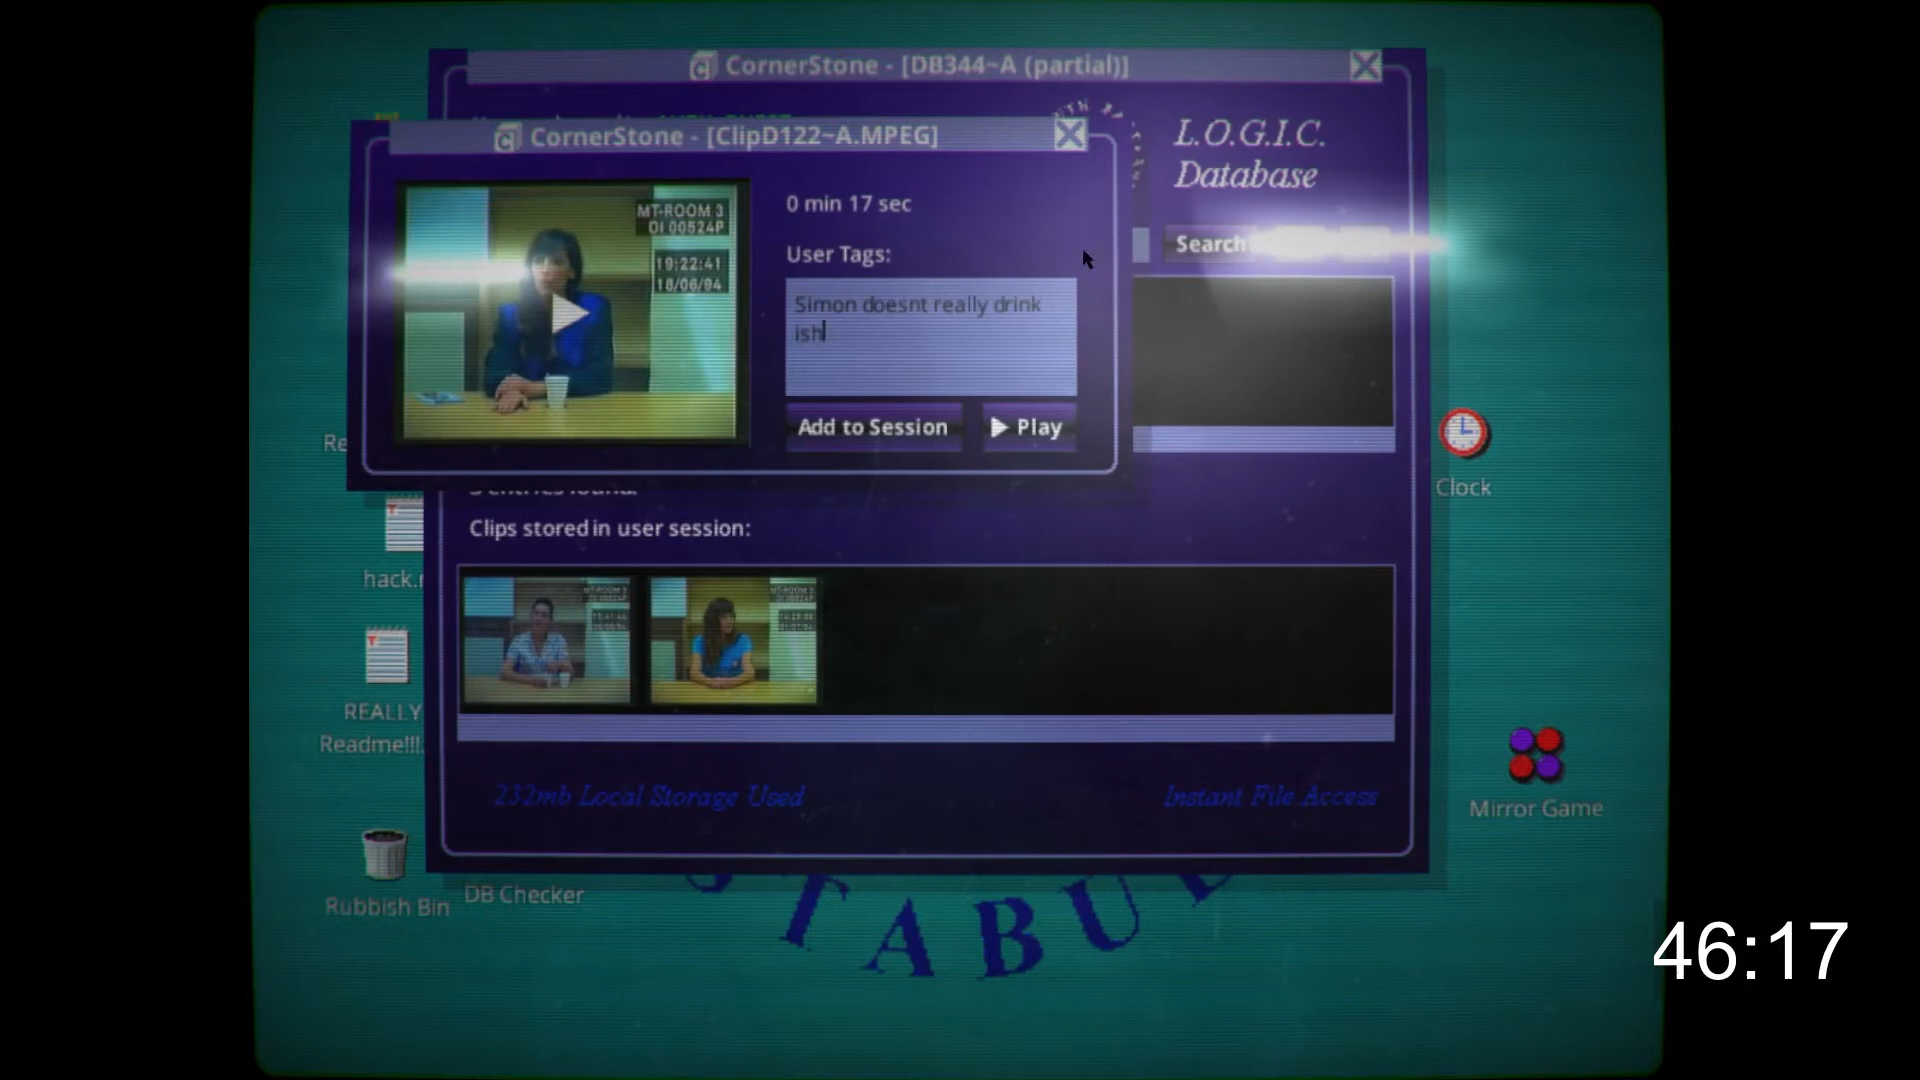 CornerStone - [DB344~A (partial)]
CornerStone - [ClipD122~A.MPEG]
L.O.G.I.C.
Database
MT-ROOM 3
DI 00524P
19:22:41
18/06/94
0 min 17 sec
User Tags:
Simon doesnt really drink
ish
Search
Add to Session
Play
Re
Clock
Clips stored in user session:
hack.r
REALLY
Readme!!!.
232mb Local Storage Used
Instant File Access
Mirror Game
Rubbish Bin
DB Checker
TABU
46:17